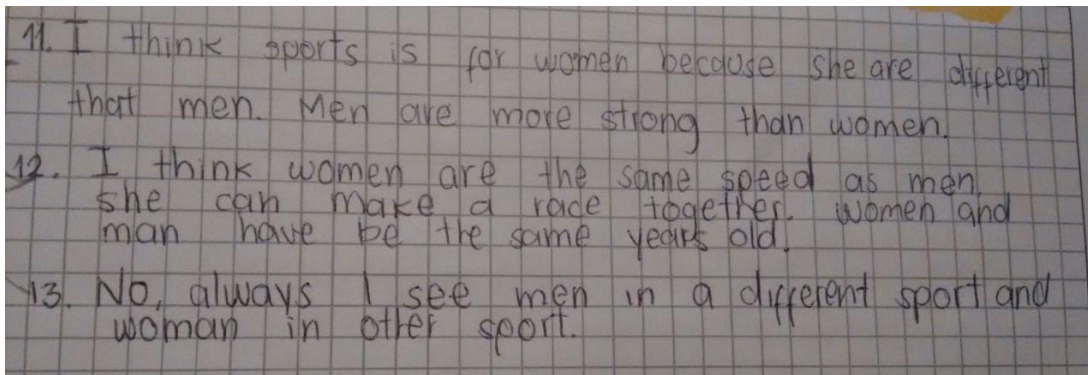 11. I think sports is for women because she are different
that men. Men are more strong than women.
12. I think women are the same speed as men,
she can make a race together. Women and
man have be the same years old.
13. No, always I see men in a different sport and
woman in other sport.